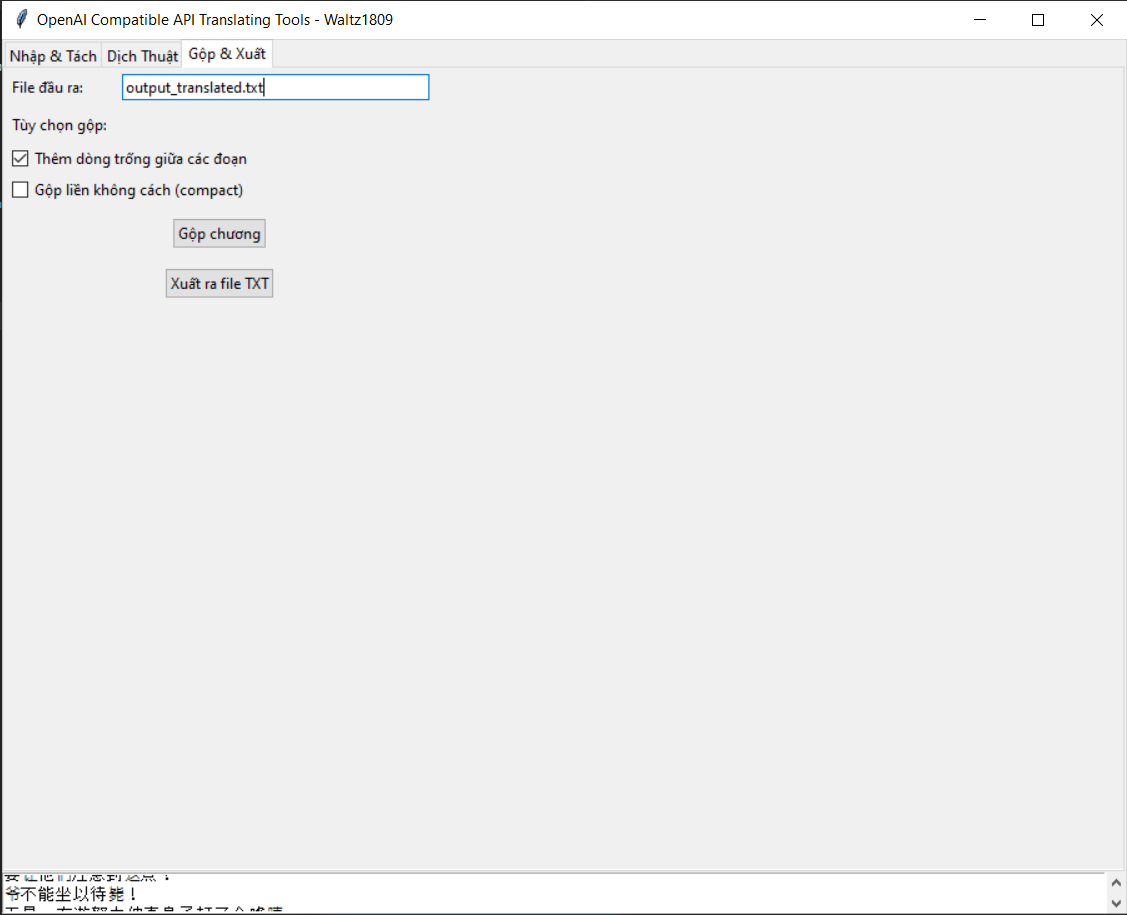 OpenAI Compatible API Translating Tools - Waltz1809
Nhập & Tách Dịch Thuật Gộp & Xuất
File đầu ra: output_translated.txt
Tùy chọn gộp:
Thêm dòng trống giữa các đoạn
Gộp liền không cách (compact)
Gộp chương
Xuất ra file TXT
爷不能坐以待毙！